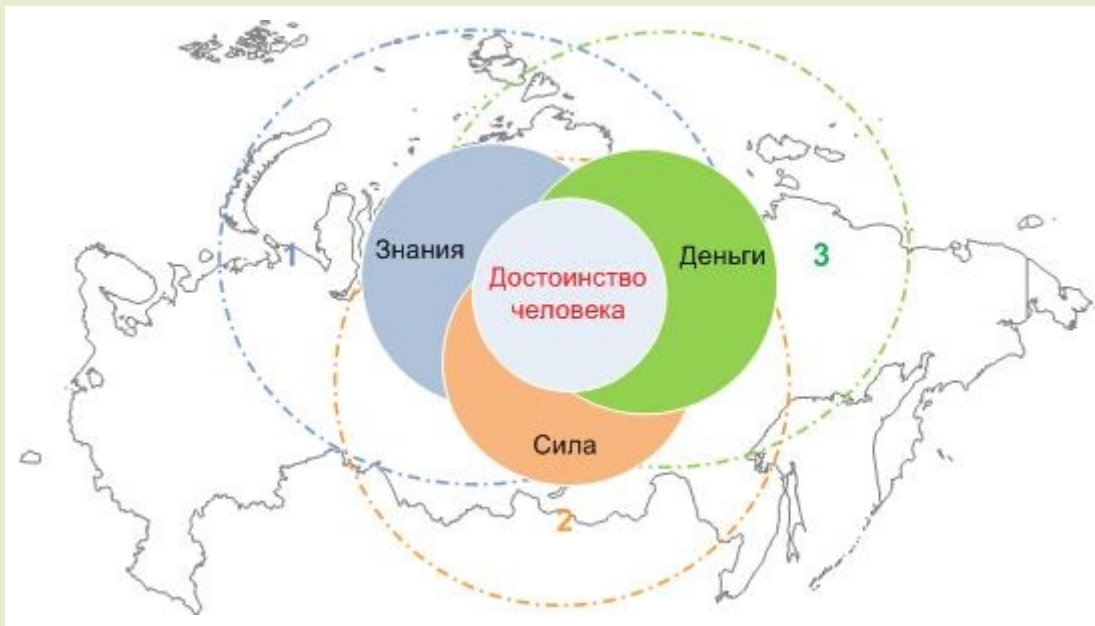 Знания
1
Достоинство
человека
Деньги
3
Сила
2